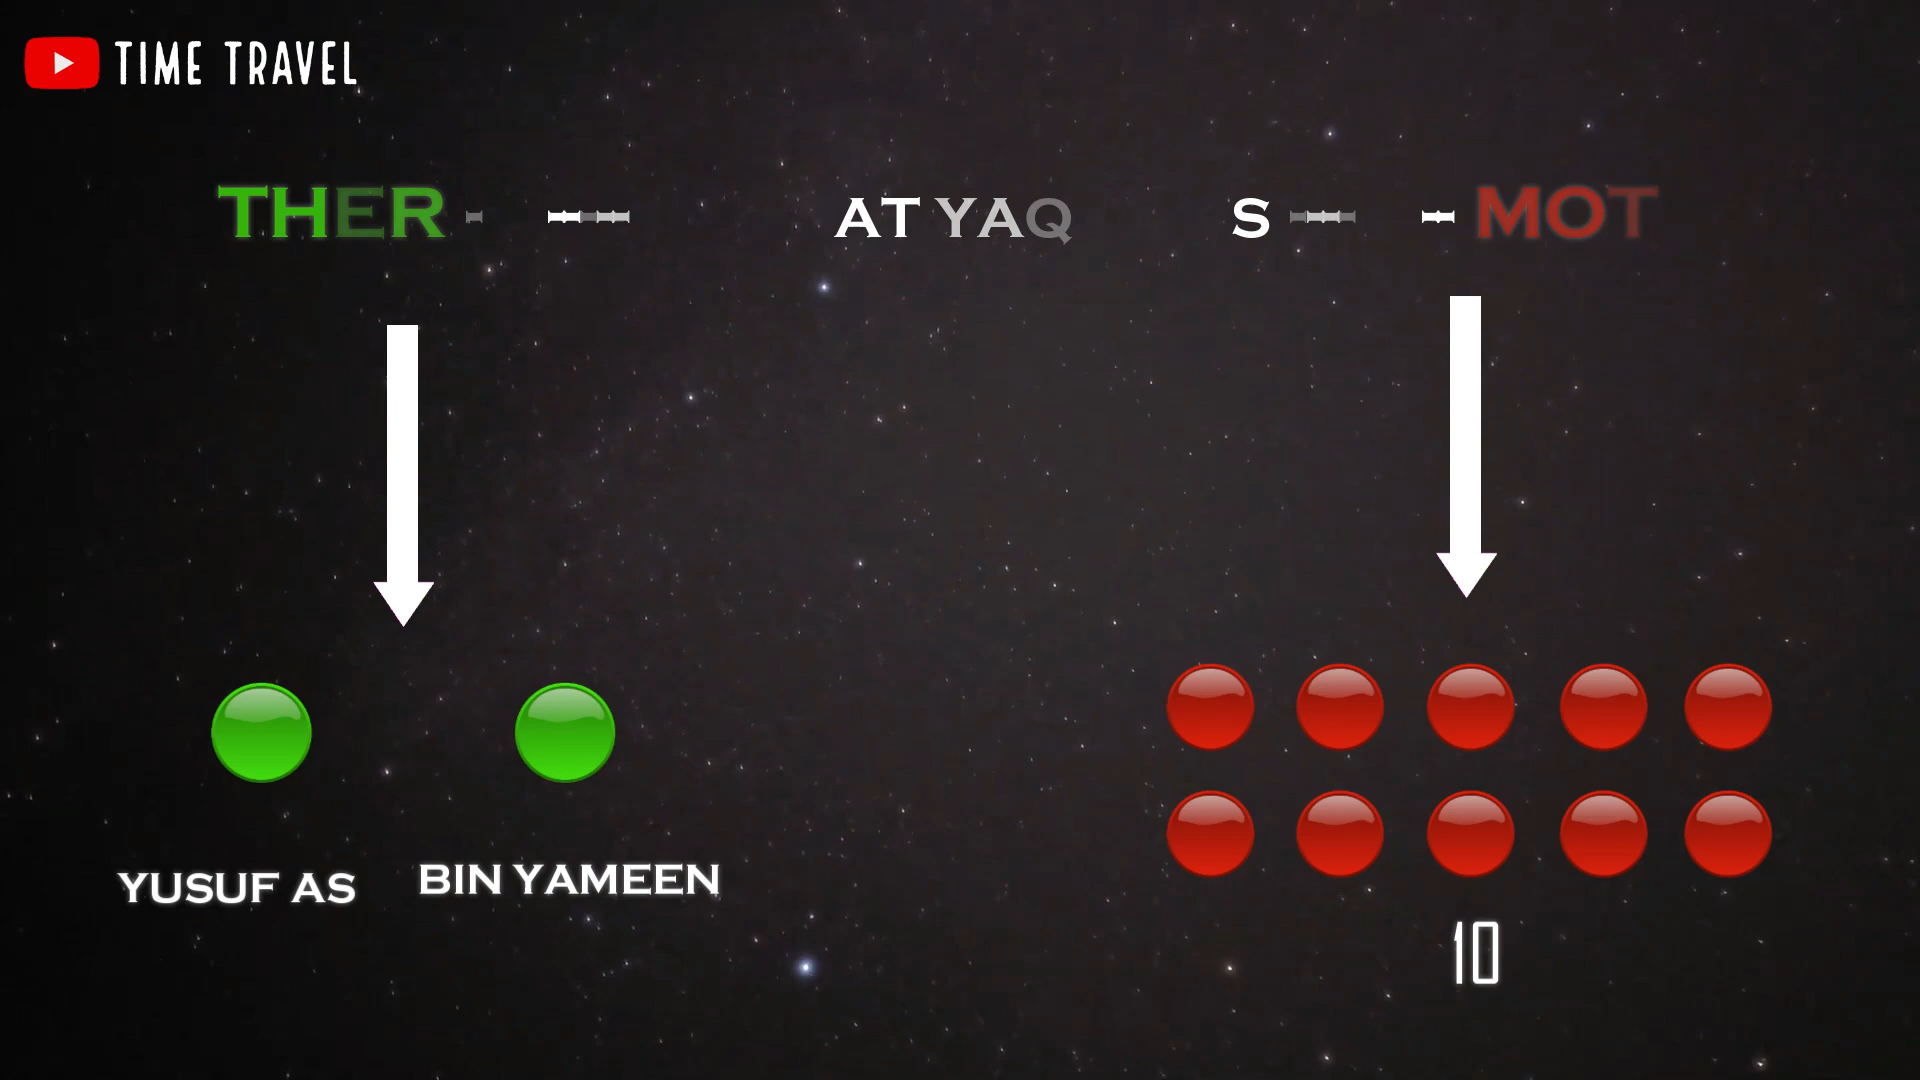 TIME TRAVEL
THER - ---- AT YAQ S --- -- MOT
YUSUF AS BIN YAMEEN
10